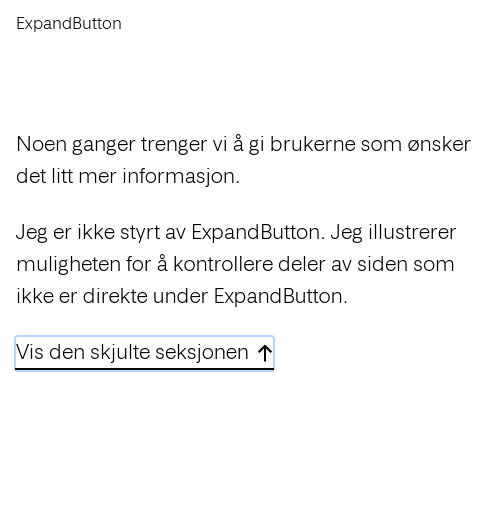 ExpandButton
Noen ganger trenger vi å gi brukerne som ønsker
det litt mer informasjon.
Jeg er ikke styrt av ExpandButton. Jeg illustrerer
muligheten for å kontrollere deler av siden som
ikke er direkte under ExpandButton.
Vis den skjulte seksjonen ↑